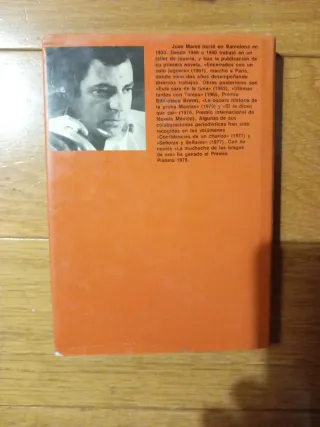 Juan Marsé nació en Barcelona en
1933. Desde 1946 a 1960 trabajó en un
taller de joyería, y tras la publicación de
su primera novela, «Encerrados con un
solo juguete» (1961), marchó a París,
donde vivió dos años desempeñando
diversos trabajos. Obras posteriores son
«Esta cara de la luna» (1962), «Últimas
tardes con Teresa» (1965, Premio
Biblioteca Breve), «La oscura historia de
la prima Montse» (1970) y «Si te dicen
que caí» (1973, Premio Internacional de
Novela México). Algunas de sus
colaboraciones periodísticas han sido
recogidas en los volúmenes
«Confidencias de un chorizo» (1977) y
«Señoras y Señores» (1977). Con su
novela «La muchacha de las bragas
de oro» ha ganado el Premio
Planeta 1978.